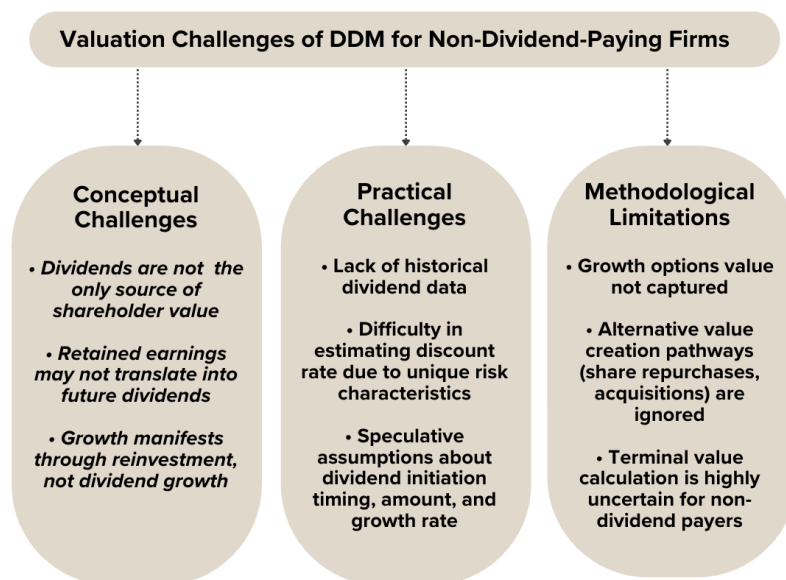 Valuation Challenges of DDM for Non-Dividend-Paying Firms
Conceptual
Challenges
• Dividends are not the
only source of
shareholder value
• Retained earnings
may not translate into
future dividends
• Growth manifests
through reinvestment,
not dividend growth
Practical
Challenges
• Lack of historical
dividend data
• Difficulty in
estimating discount
rate due to unique risk
characteristics
• Speculative
assumptions about
dividend initiation
timing, amount, and
growth rate
Methodological
Limitations
• Growth options value
not captured
• Alternative value
creation pathways
(share repurchases,
acquisitions) are
ignored
• Terminal value
calculation is highly
uncertain for non-
dividend payers